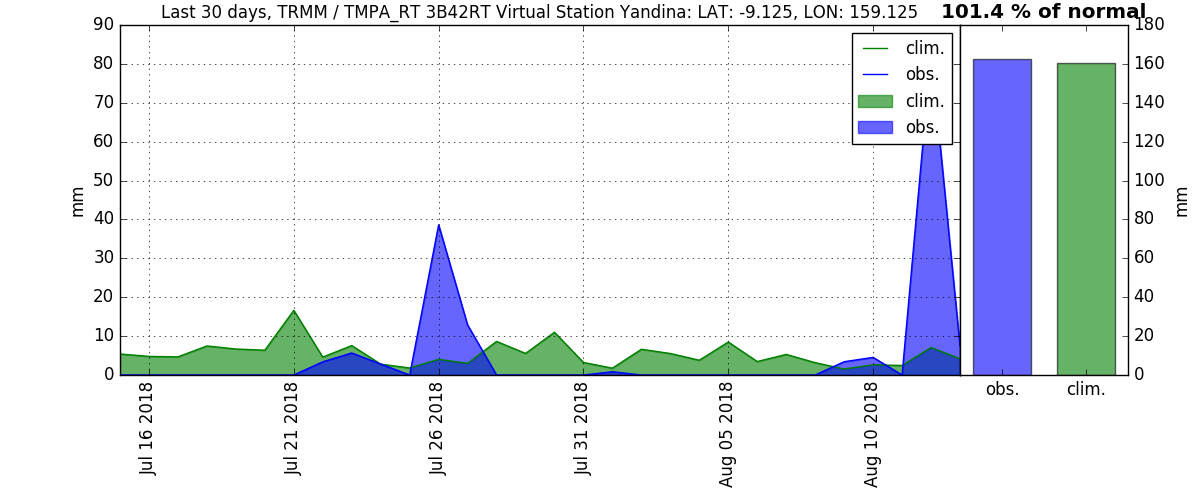 Last 30 days, TRMM / TMPA_RT 3B42RT Virtual Station Yandina: LAT: -9.125, LON: 159.125
101.4 % of normal
90
80
70
60
50
40
30
20
10
0
mm
clim.
obs.
clim.
obs.
180
160
140
120
100
80
60
40
20
0
mm
Jul 16 2018
Jul 21 2018
Jul 26 2018
Jul 31 2018
Aug 05 2018
Aug 10 2018
obs.
clim.